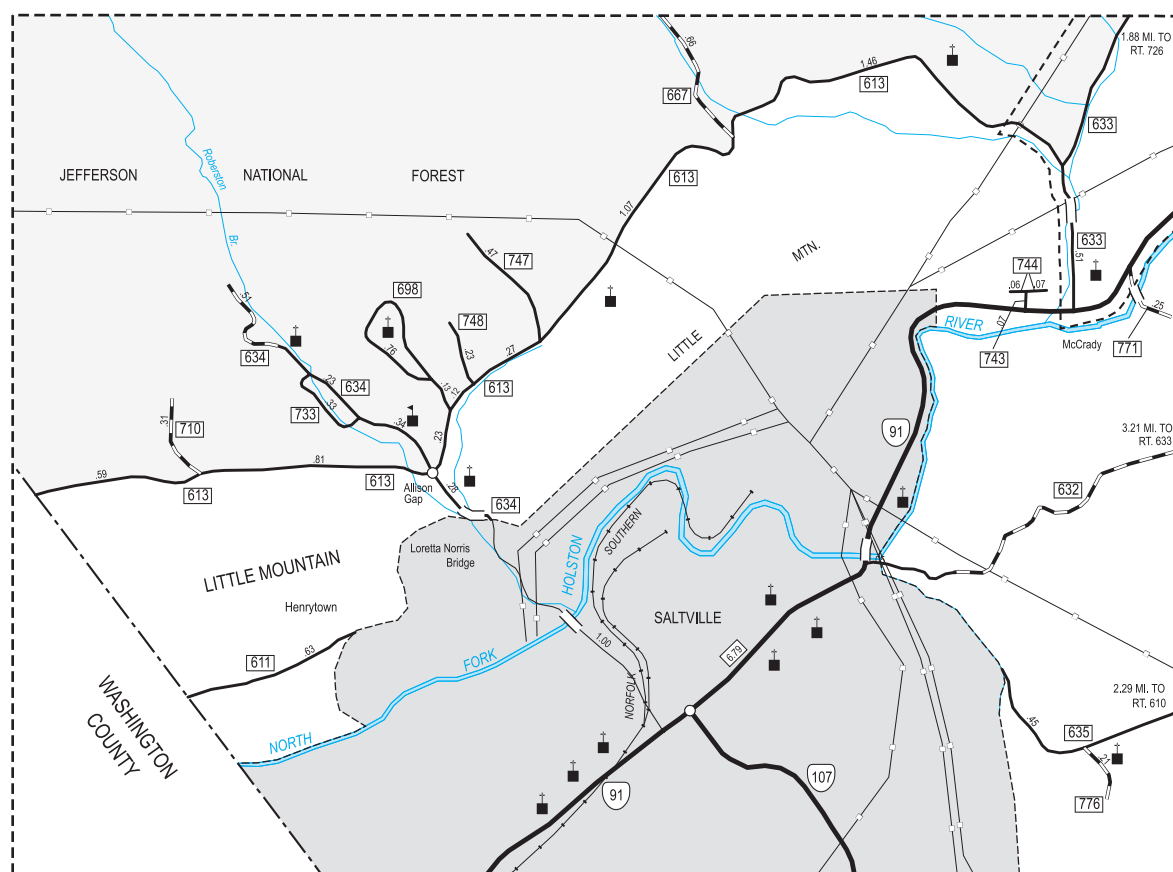 1.88 MI. TO
RT. 726
.66
1.46
613
667
633
Roberston
JEFFERSON
NATIONAL
FOREST
613
1.07
Br.
633
MTN.
.51
.47
747
744
.06
.07
.25
698
.51
748
LITTLE
RIVER
.07
634
.76
.23
.27
743
McCrady
771
.23
634
.13
.12
613
733
.33
710
.31
.34
.23
91
3.21 MI. TO
RT. 633
.59
.81
613
613
Allison
Gap
.28
634
632
SOUTHERN
Loretta Norris
Bridge
LITTLE MOUNTAIN
HOLSTON
Henrytown
SALTVILLE
1.00
.63
611
FORK
6.79
WASHINGTON
COUNTY
NORFOLK
2.29 MI. TO
RT. 610
NORTH
.45
635
.21
107
91
776